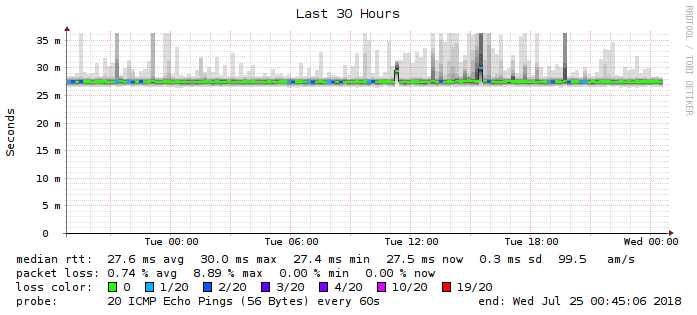 Last 30 Hours
RRDTOOL / TOBI OETIKER
Seconds
35 m
30 m
25 m
20 m
15 m
10 m
5 m
0
Tue 00:00 Tue 06:00 Tue 12:00 Tue 18:00 Wed 00:00
median rtt: 27.6 ms avg 30.0 ms max 27.4 ms min 27.5 ms now 0.3 ms sd 99.5 am/s
packet loss: 0.74 % avg 8.89 % max 0.00 % min 0.00 % now
loss color: 0 1/20 2/20 3/20 4/20 10/20 19/20
probe: 20 ICMP Echo Pings (56 Bytes) every 60s end: Wed Jul 25 00:45:06 2018